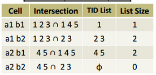 Cell Intersection TID List List Size
a1 b1 1 2 3 ∩ 1 4 5 1 1
a1 b2 1 2 3 ∩ 2 3 2 3 2
a2 b1 4 5 ∩ 1 4 5 4 5 2
a2 b2 4 5 ∩ 2 3 ϕ 0